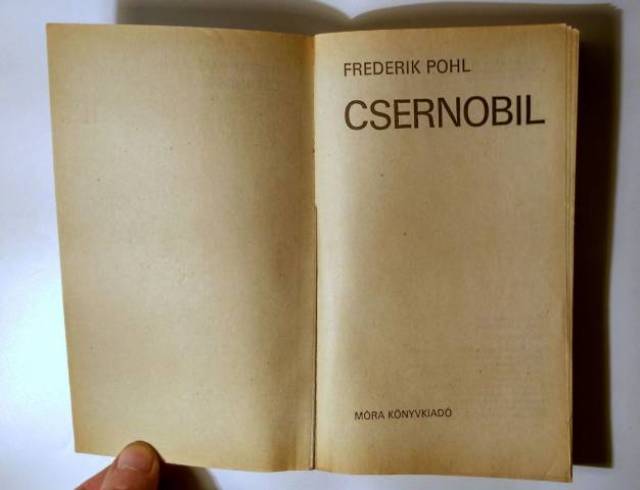 FREDERIK POHL
CSERNOBIL
MÓRA KÖNYVKIADÓ